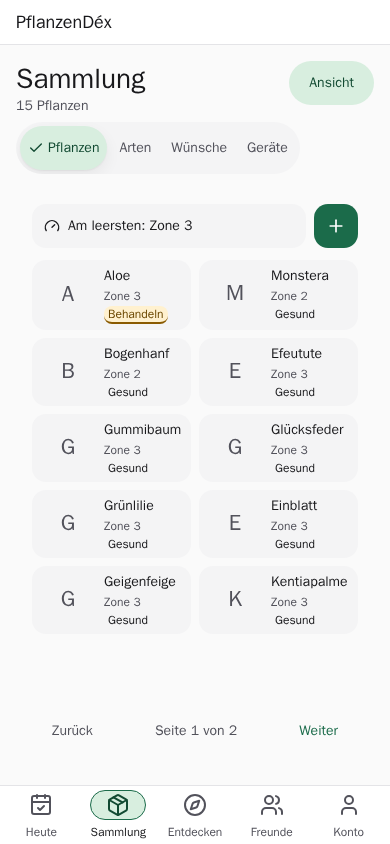 PflanzenDéx
Sammlung
15 Pflanzen
Ansicht
Pflanzen
Arten
Wünsche
Geräte
Am leersten: Zone 3
A
Aloe
Zone 3
Behandeln
M
Monstera
Zone 2
Gesund
B
Bogenhanf
Zone 2
Gesund
E
Efeutute
Zone 3
Gesund
G
Gummibaum
Zone 3
Gesund
G
Glücksfeder
Zone 3
Gesund
G
Grünlilie
Zone 3
Gesund
E
Einblatt
Zone 3
Gesund
G
Geigenfeige
Zone 3
Gesund
K
Kentiapalme
Zone 3
Gesund
Zurück
Seite 1 von 2
Weiter
Heute
Sammlung
Entdecken
Freunde
Konto